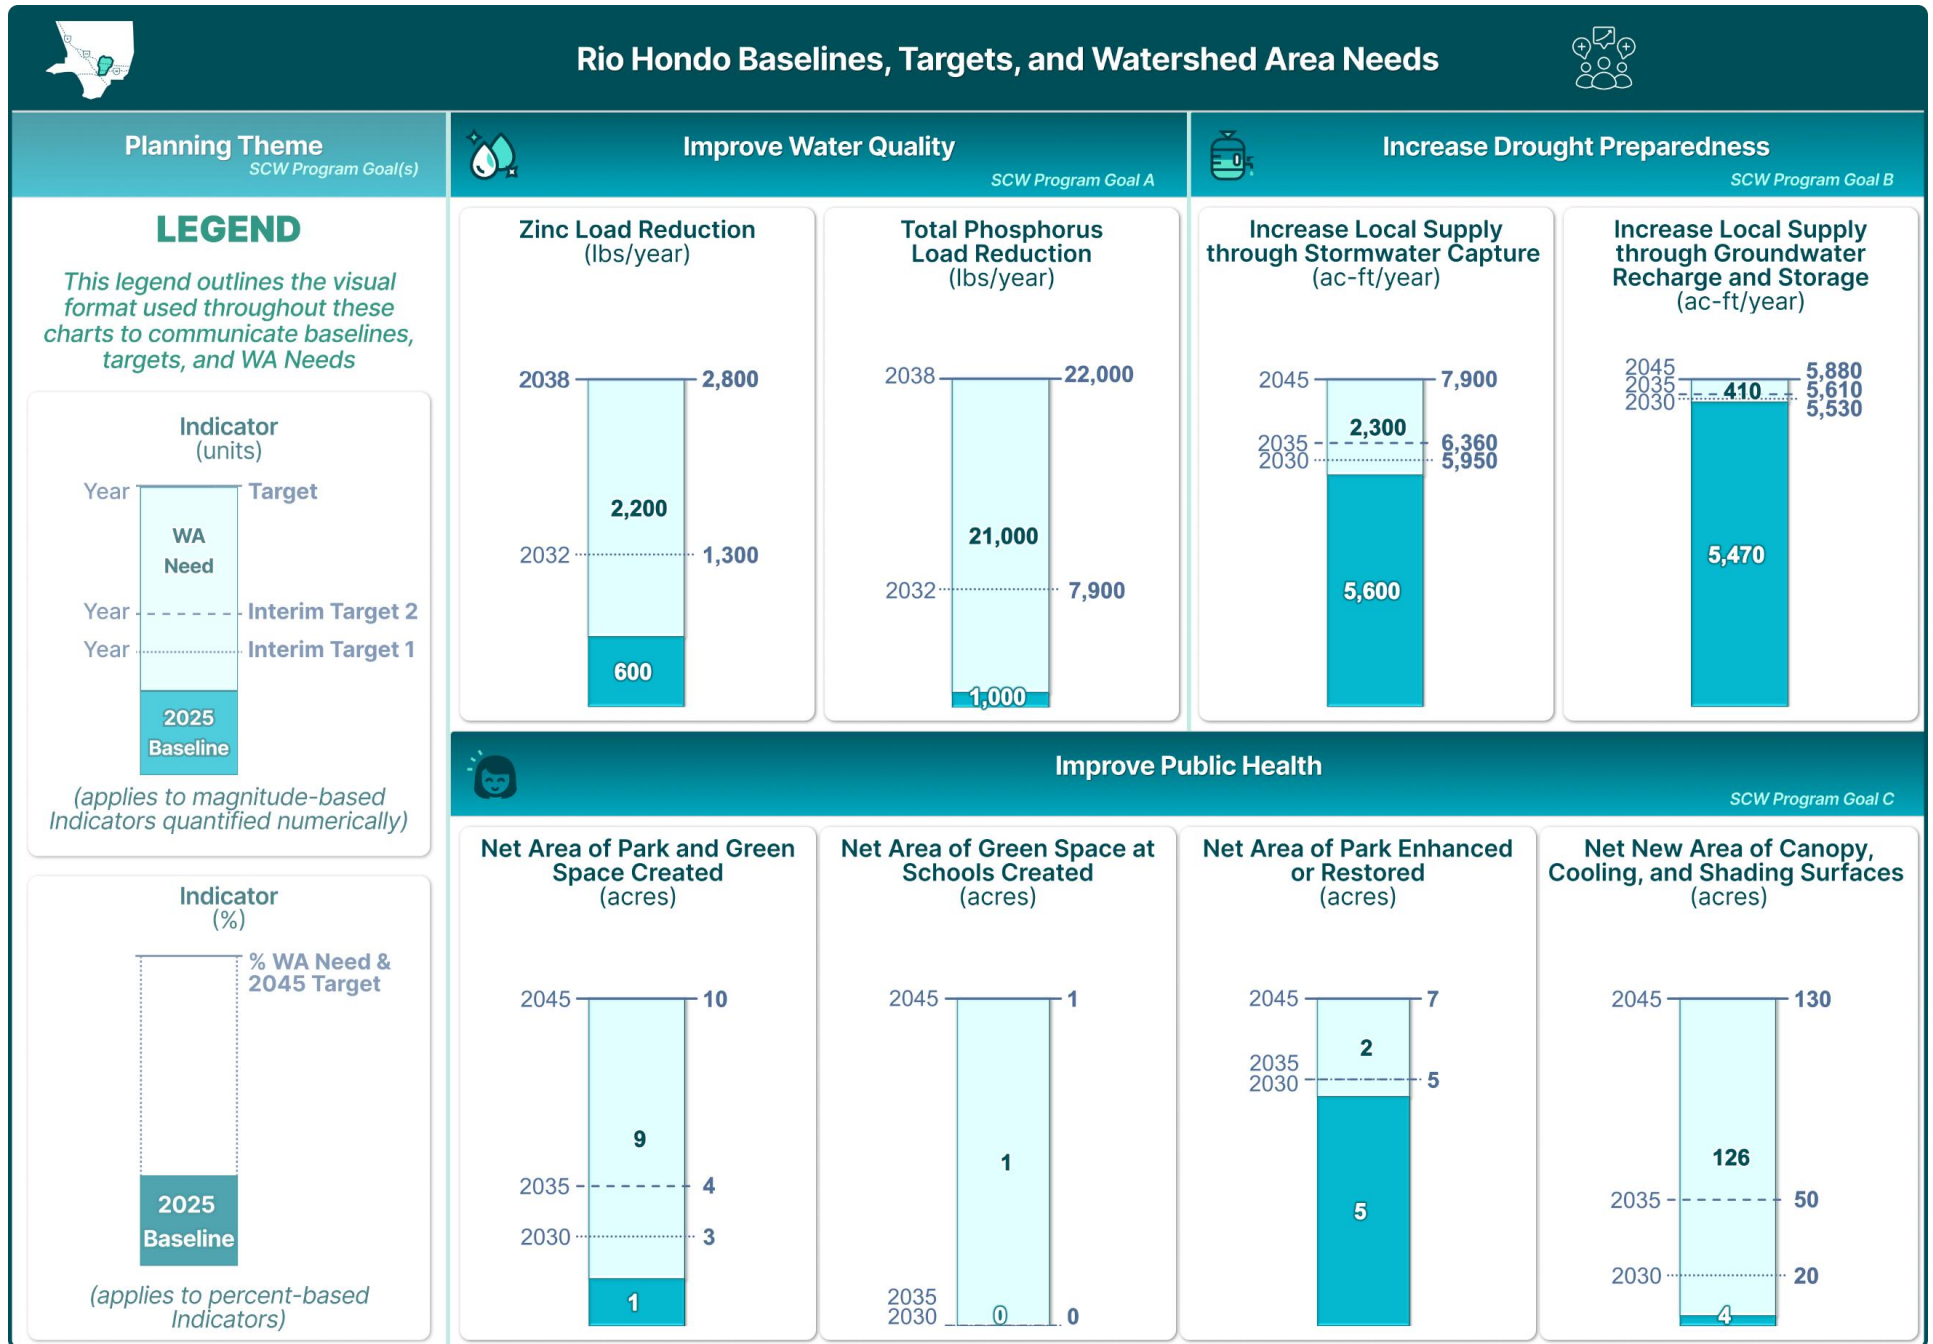 Rio Hondo Baselines, Targets, and Watershed Area Needs
Planning Theme
SCW Program Goal(s)
LEGEND
This legend outlines the visual
format used throughout these
charts to communicate baselines,
targets, and WA Needs
Indicator
(units)
Year
Target
WA
Need
Year
Interim Target 2
Year
Interim Target 1
2025
Baseline
(applies to magnitude-based
Indicators quantified numerically)
Indicator
(%)
% WA Need &
2045 Target
2025
Baseline
(applies to percent-based
Indicators)
Improve Water Quality
SCW Program Goal A
Zinc Load Reduction
(lbs/year)
2038
2,800
2,200
2032
1,300
600
Total Phosphorus
Load Reduction
(lbs/year)
2038
22,000
21,000
2032
7,900
1,000
Increase Drought Preparedness
SCW Program Goal B
Increase Local Supply
through Stormwater Capture
(ac-ft/year)
2045
7,900
2,300
2035
6,360
2030
5,950
5,600
Increase Local Supply
through Groundwater
Recharge and Storage
(ac-ft/year)
2045
5,880
410
2035
5,610
2030
5,530
5,470
Improve Public Health
SCW Program Goal C
Net Area of Park and Green
Space Created
(acres)
2045
10
9
2035
4
2030
3
1
Net Area of Green Space at
Schools Created
(acres)
2045
1
1
2035
2030
0
0
Net Area of Park Enhanced
or Restored
(acres)
2045
7
2
2035
2030
5
5
Net New Area of Canopy,
Cooling, and Shading Surfaces
(acres)
2045
130
126
2035
50
2030
20
4